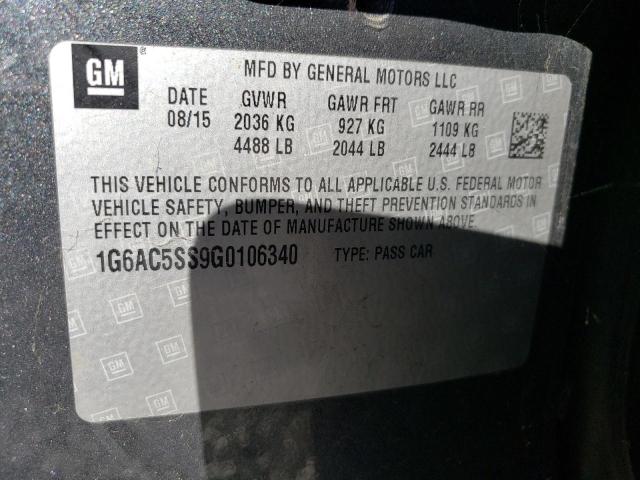 GM
MFD BY GENERAL MOTORS LLC
DATE GVWR GAWR FRT GAWR RR
08/15 2036 KG 927 KG 1109 KG
4488 LB 2044 LB 2444 LB
THIS VEHICLE CONFORMS TO ALL APPLICABLE U.S. FEDERAL MOTOR
VEHICLE SAFETY, BUMPER, AND THEFT PREVENTION STANDARDS IN
EFFECT ON THE DATE OF MANUFACTURE SHOWN ABOVE.
1G6AC5SS9G0106340 TYPE: PASS CAR